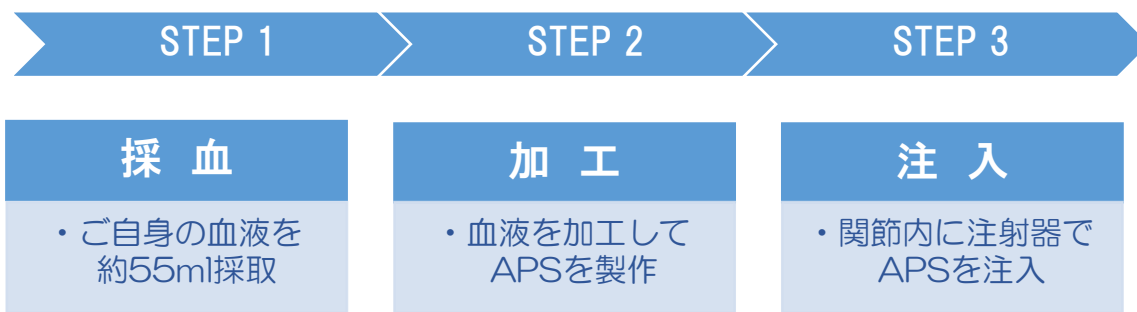 STEP 1
STEP 2
STEP 3
採 血
・ご自身の血液を
約55ml採取
加 工
・血液を加工して
APSを製作
注 入
・関節内に注射器で
APSを注入